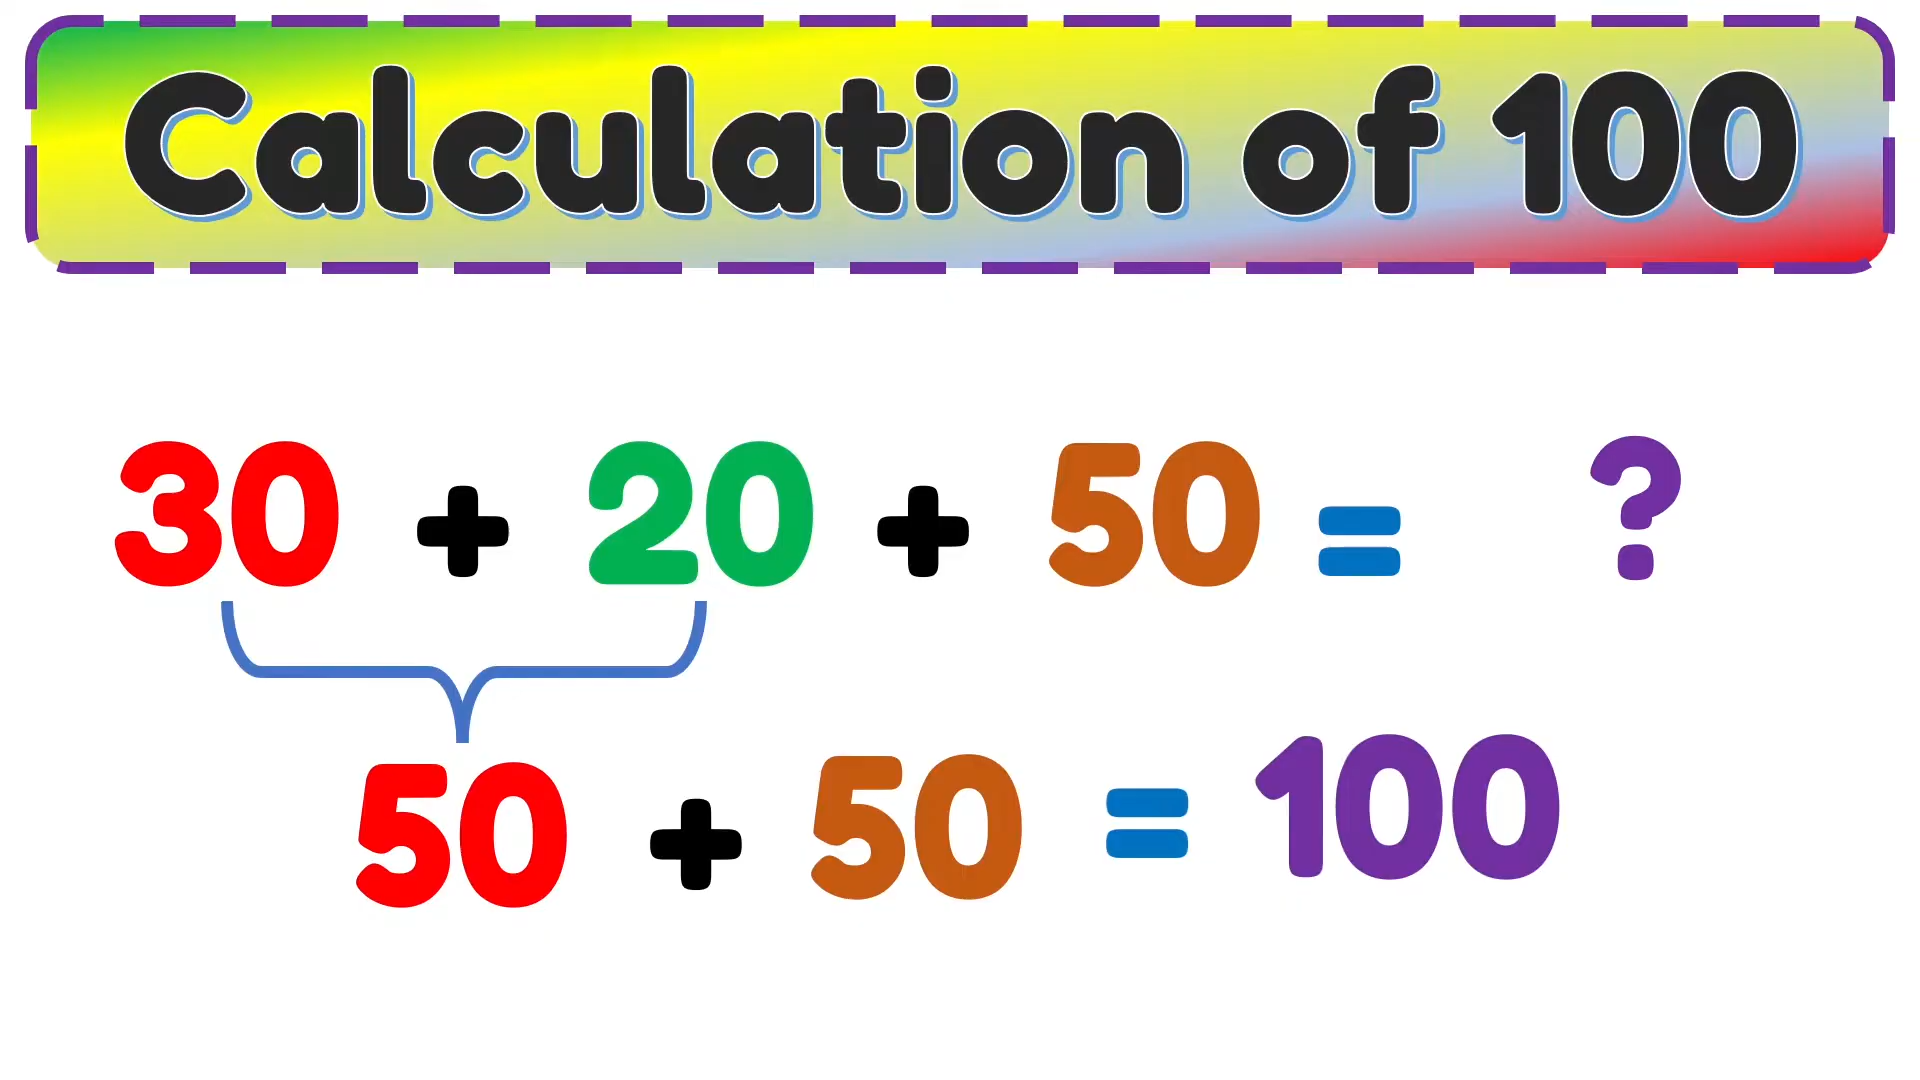 Calculation of 100
30 + 20 + 50 = ?
50 + 50 = 100